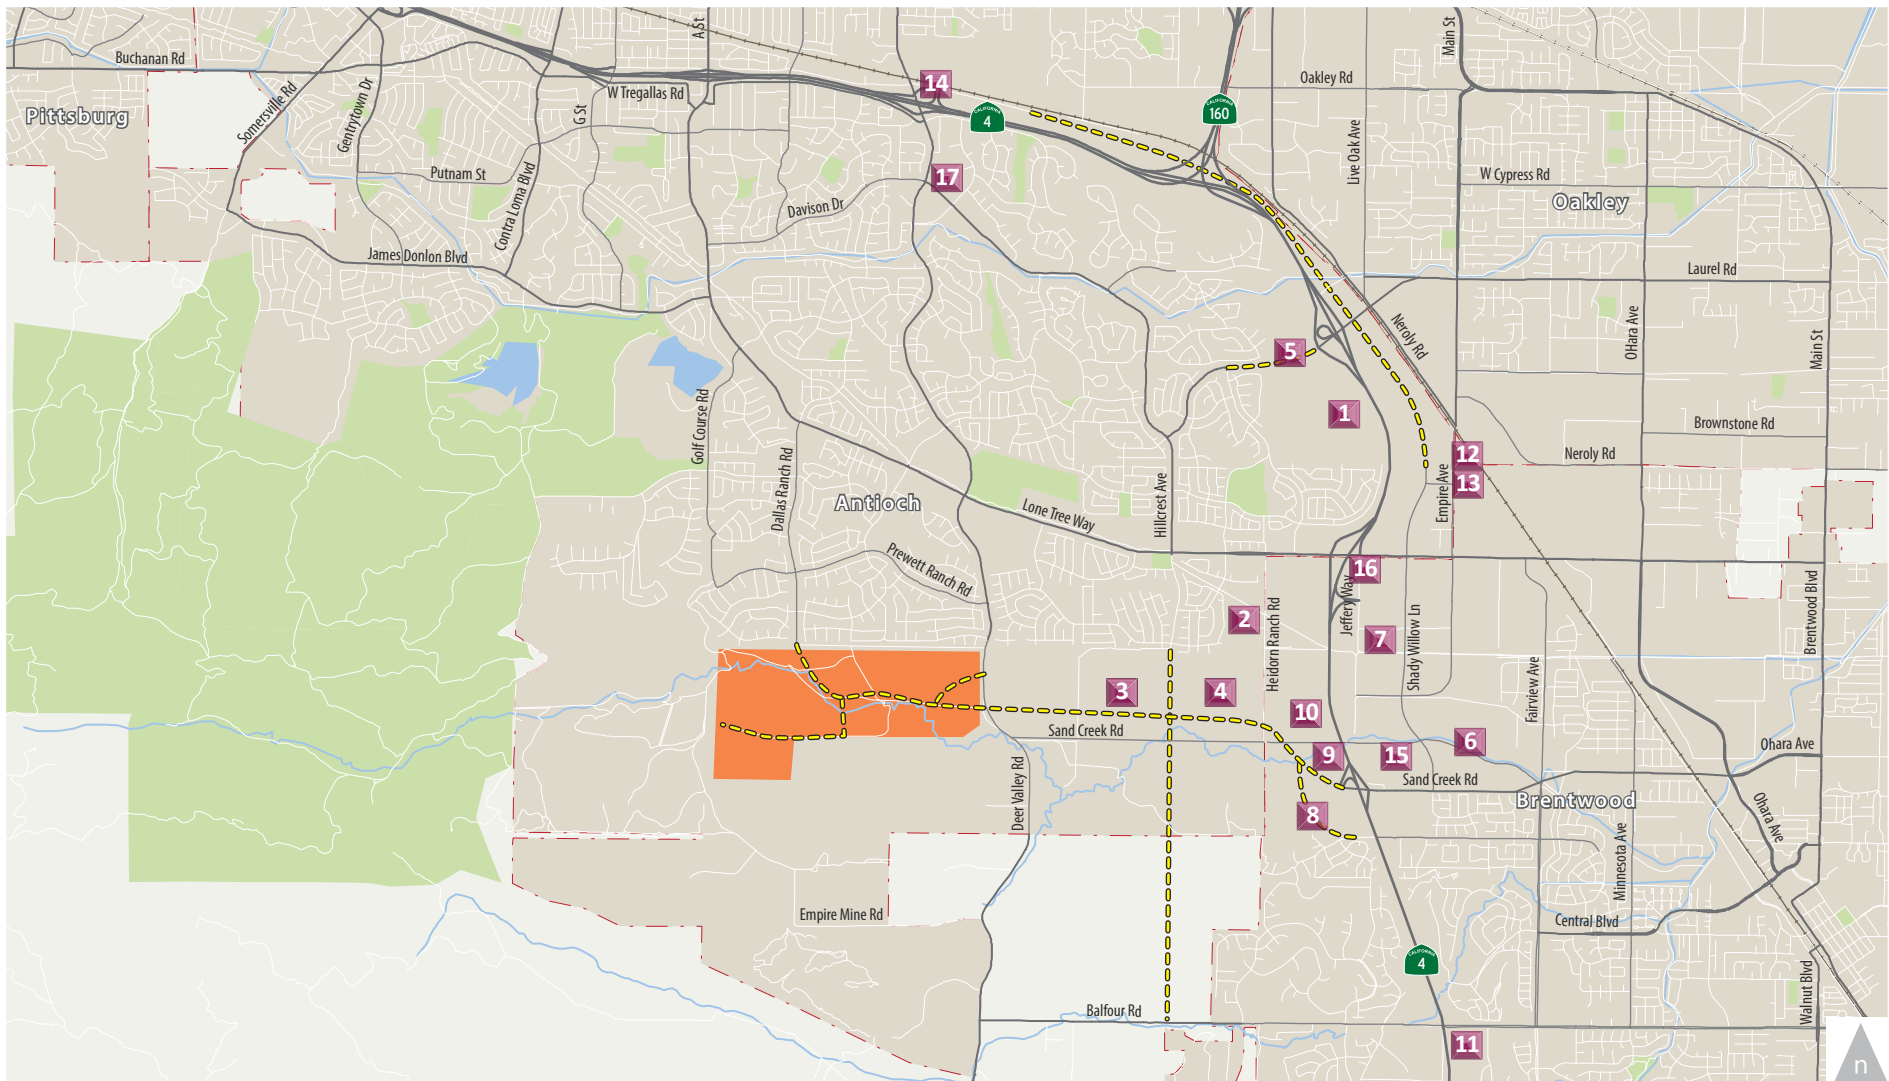 Buchanan Rd
Pittsburg
Somersville Rd
Gentrytown Dr
Putnam St
Contra Loma Blvd
James Donlon Blvd
G St
A St
W Tregallas Rd
Davison Dr
14
CALIFORNIA
4
17
CALIFORNIA
160
Oakley Rd
Main St
Live Oak Ave
W Cypress Rd
Oakley
Laurel Rd
Neroly Rd
OHara Ave
Main St
Brownstone Rd
Neroly Rd
5
1
12
13
Empire Ave
Golf Course Rd
Dallas Ranch Rd
Antioch
Lone Tree Way
Hillcrest Ave
Prewett Ranch Rd
16
Jeffery Way
2
Heidorn Ranch Rd
7
Shady Willow Ln
Fairview Ave
Brentwood Blvd
3
4
10
Sand Creek Rd
9
15
6
Sand Creek Rd
Ohara Ave
Brentwood
Ohara Ave
8
Deer Valley Rd
Minnesota Ave
Empire Mine Rd
Central Blvd
CALIFORNIA
4
Balfour Rd
Walnut Blvd
11
n